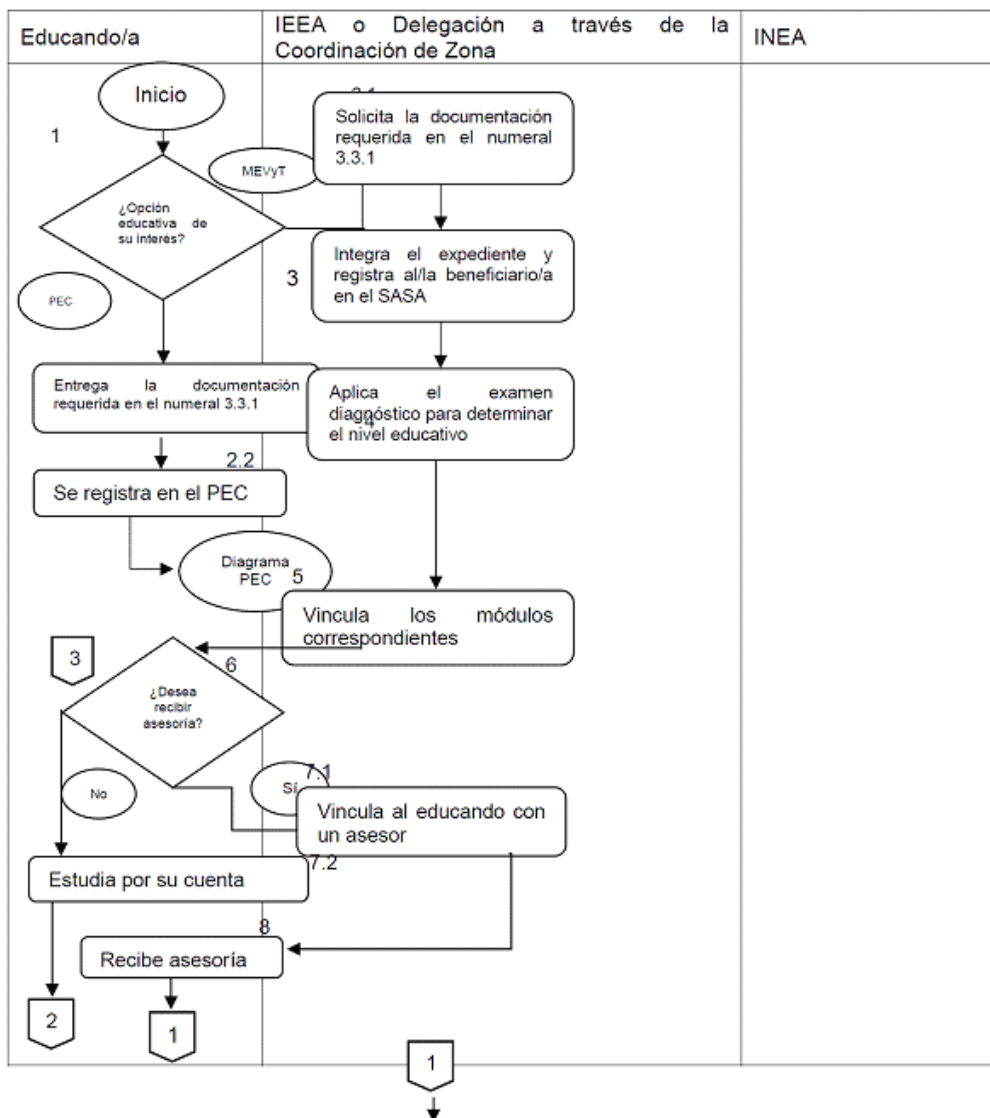 Educando/a
IEEA o Delegación a través de la
Coordinación de Zona
INEA
Inicio
1
MEVyT
Solicita la documentación
requerida en el numeral
3.3.1
¿Opción
educativa de
su interés?
PEC
3
Integra el expediente y
registra al/la beneficiario/a
en el SASA
Entrega la documentación
requerida en el numeral 3.3.1
Aplica el examen
diagnóstico para determinar
el nivel educativo
4
2.2
Se registra en el PEC
Diagrama
PEC
5
Vincula los módulos
correspondientes
3
6
¿Desea
recibir
asesoría?
No
Sí
7.1
Vincula al educando con
un asesor
7.2
Estudia por su cuenta
8
Recibe asesoría
2
1
1